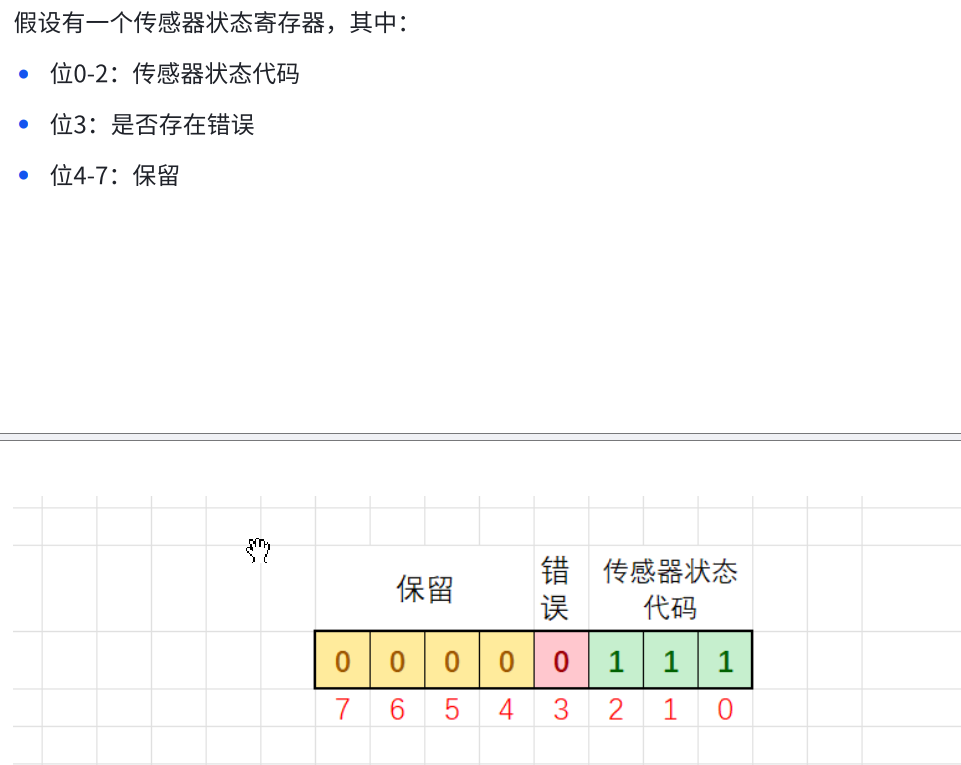 假设有一个传感器状态寄存器，其中：
位0-2：传感器状态代码
位3：是否存在错误
位4-7：保留
保留
错误
传感器状态
代码
0 0 0 0 0 1 1 1
7 6 5 4 3 2 1 0